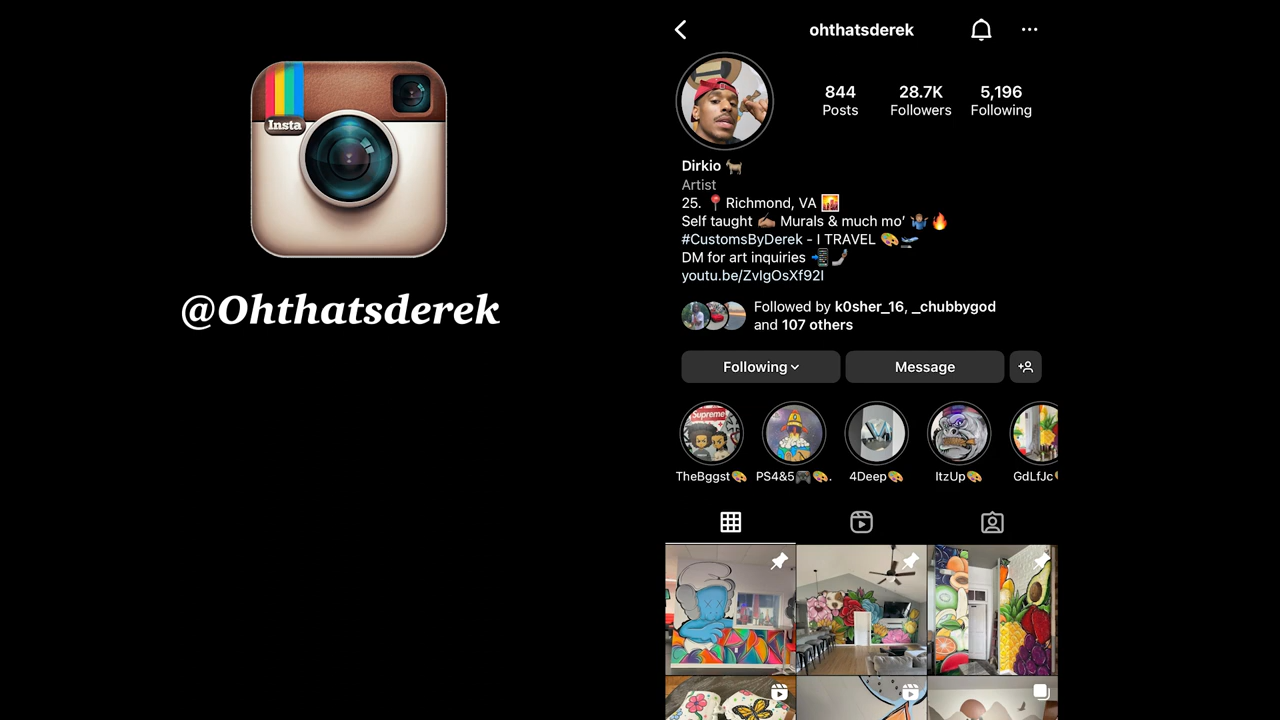 Insta
@Ohthatsderek
ohthatsderek
844
Posts
28.7K
Followers
5,196
Following
Dirkio 🐐
Artist
25. 📍 Richmond, VA 🌇
Self taught ✍🏽 Murals & much mo’ 🤷🏽‍♂️🔥
#CustomsByDerek - I TRAVEL 🎨🛫
DM for art inquiries 📲🤳🏽
youtu.be/ZvIgOsXf92I
Followed by k0sher_16, _chubbygod
and 107 others
Following
Message
Supreme
TheBggst🎨
PS4&5🎮🎨.
4Deep🎨
ItzUp🎨
GdLfJc